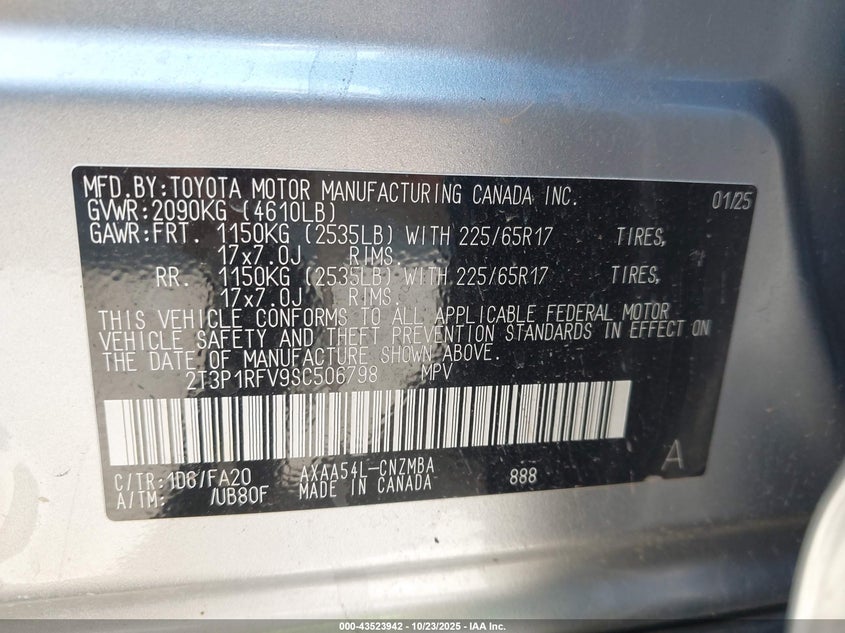 MFD.BY:TOYOTA MOTOR MANUFACTURING CANADA INC. 01/25
GVWR:2090KG (4610LB)
GAWR:FRT. 1150KG (2535LB) WITH 225/65R17 TIRES,
17x7.0J RIMS.
RR. 1150KG (2535LB) WITH 225/65R17 TIRES,
17x7.0J RIMS.
THIS VEHICLE CONFORMS TO ALL APPLICABLE FEDERAL MOTOR
VEHICLE SAFETY AND THEFT PREVENTION STANDARDS IN EFFECT ON
THE DATE OF MANUFACTURE SHOWN ABOVE.
2T3P1RFV9SC506798 MPV
C/TR:1D6/FA20 AXAA54L-CNZMBA 888 A
A/TM: /UB80F MADE IN CANADA
000-43523942 - 10/23/2025 - IAA Inc.